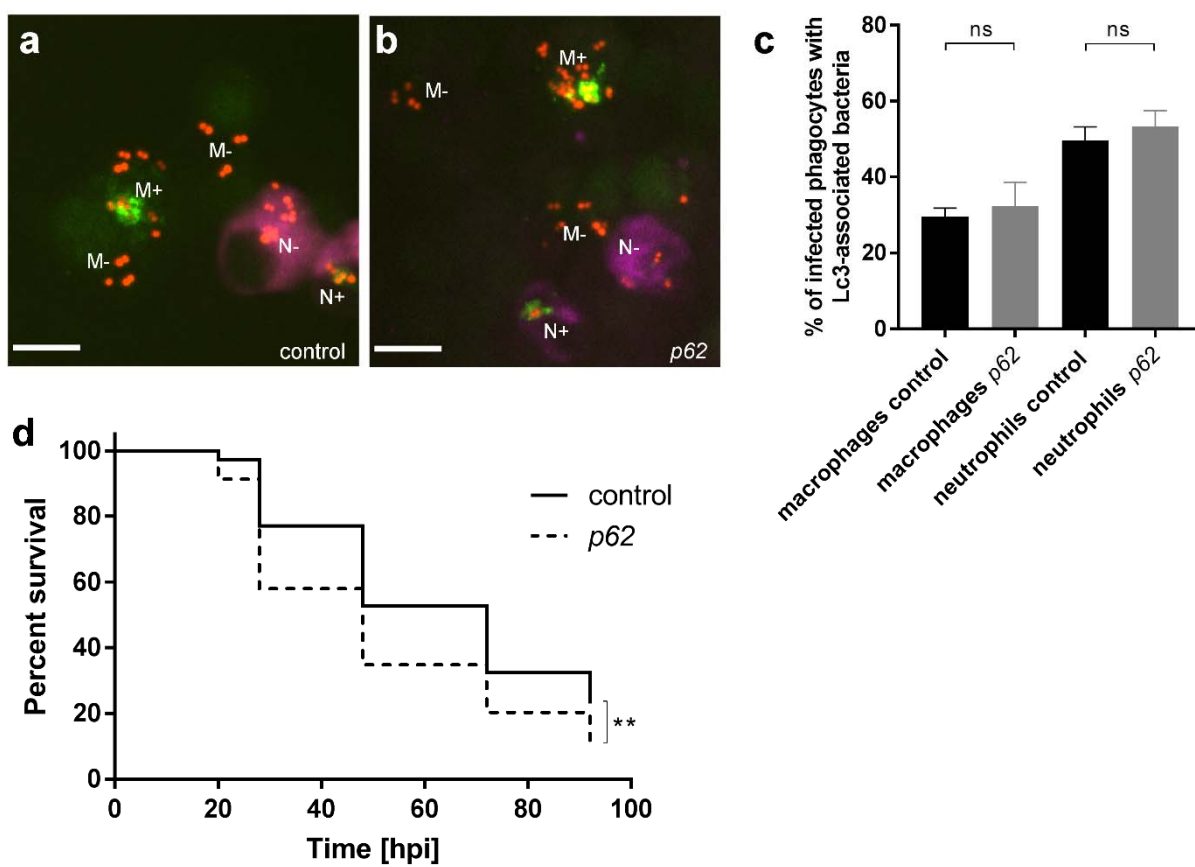 a
M-
M+
M-
N-
N+
control
b
M+
M-
M-
N-
N+
p62
c
ns
ns
% of infected phagocytes with
Lc3-associated bacteria
80
60
40
20
0
macrophages control
macrophages p62
neutrophils control
neutrophils p62
d
control
p62
Percent survival
100
80
60
40
20
0
**
0
20
40
60
80
100
Time [hpi]